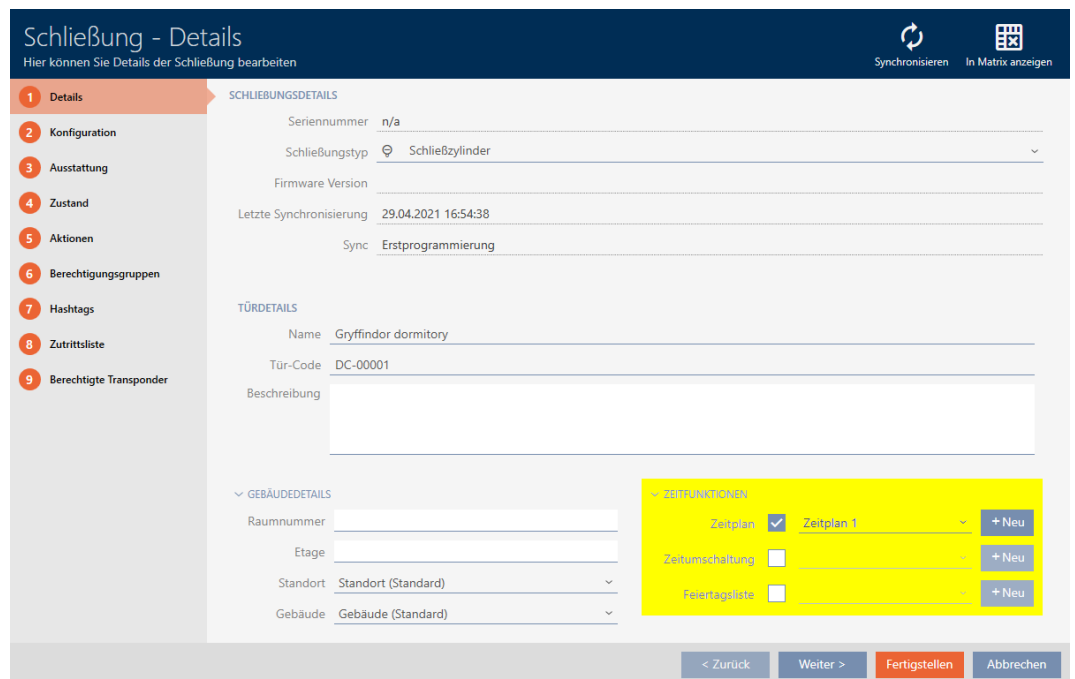 Schließung - Details
Hier können Sie Details der Schließung bearbeiten
Synchronisieren
In Matrix anzeigen
1 Details
2 Konfiguration
3 Ausstattung
4 Zustand
5 Aktionen
6 Berechtigungsgruppen
7 Hashtags
8 Zutrittsliste
9 Berechtigte Transponder
SCHLIEßUNGSDETAILS
Seriennummer n/a
Schließungstyp Schließzylinder
Firmware Version
Letzte Synchronisierung 29.04.2021 16:54:38
Sync Erstprogrammierung
TÜRDETAILS
Name Gryffindor dormitory
Tür-Code DC-00001
Beschreibung
GEBÄUDEDETAILS
Raumnummer
Etage
Standort Standort (Standard)
Gebäude Gebäude (Standard)
ZEITFUNKTIONEN
Zeitplan Zeitplan 1 +Neu
Zeitumschaltung +Neu
Feiertagsliste +Neu
< Zurück
Weiter >
Fertigstellen
Abbrechen